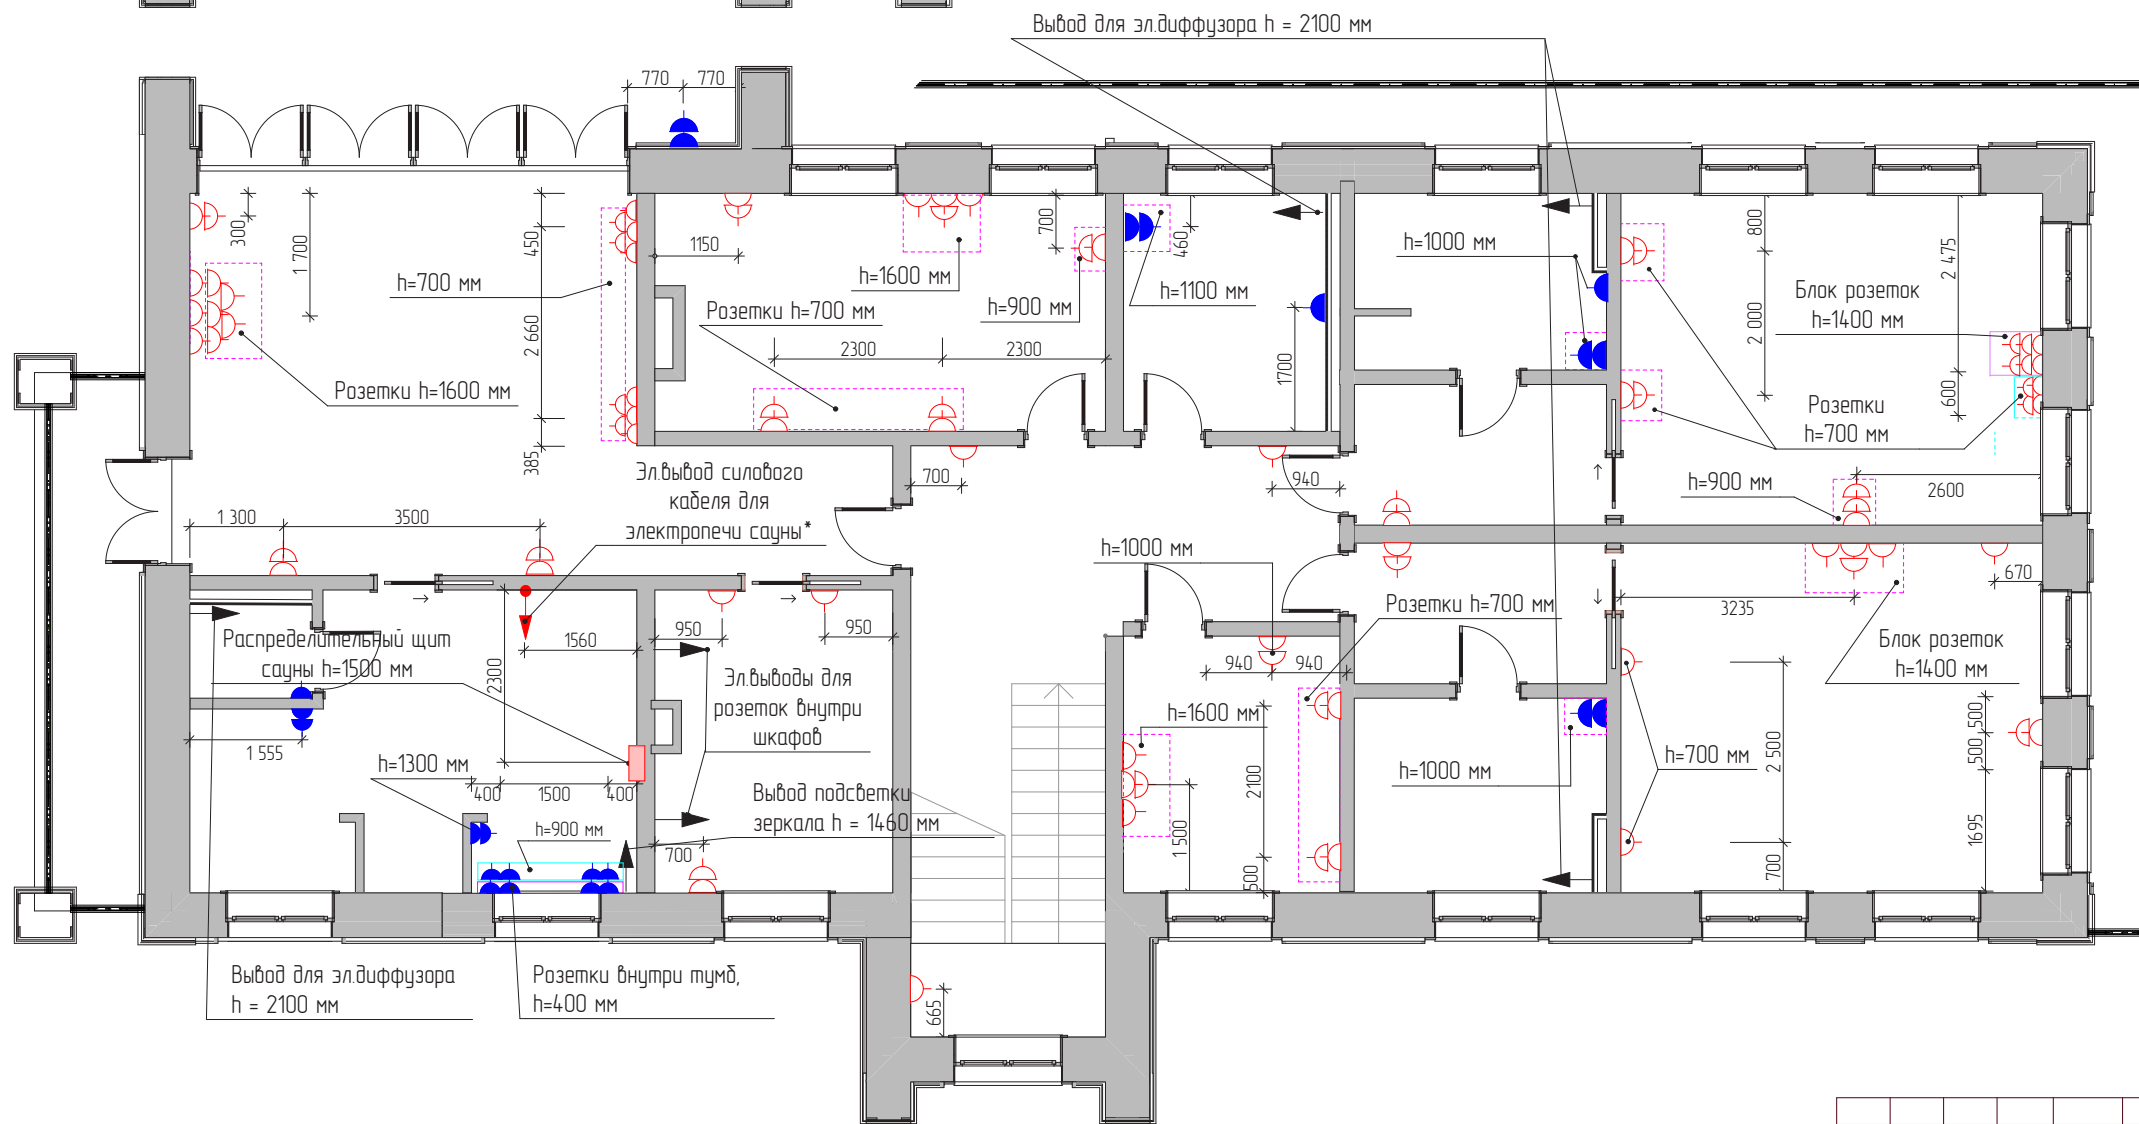 Вывод для эл.диффузора h = 2100 мм
770
770
300
1 700
450
2 660
385
h=700 мм
Розетки h=1600 мм
1150
h=1600 мм
700
h=900 мм
Розетки h=700 мм
2300
2300
460
h=1100 мм
1700
h=1000 мм
800
2 000
2 475
600
Блок розеток
h=1400 мм
Розетки
h=700 мм
h=900 мм
2600
1 300
3500
Эл.вывод силового
кабеля для
электропечи сауны*
700
940
h=1000 мм
Розетки h=700 мм
3235
670
Блок розеток
h=1400 мм
Распределительный щит
сауны h=1500 мм
1560
2300
950
950
Эл.выводы для
розеток внутри
шкафов
940
940
h=1600 мм
2100
1 500
500
1 555
h=1300 мм
400
1500
400
h=900 мм
Вывод подсветки
зеркала h = 1460 мм
700
h=1000 мм
h=700 мм
2 500
700
500
500
1695
Вывод для эл.диффузора
h = 2100 мм
Розетки внутри тумб,
h=400 мм
665